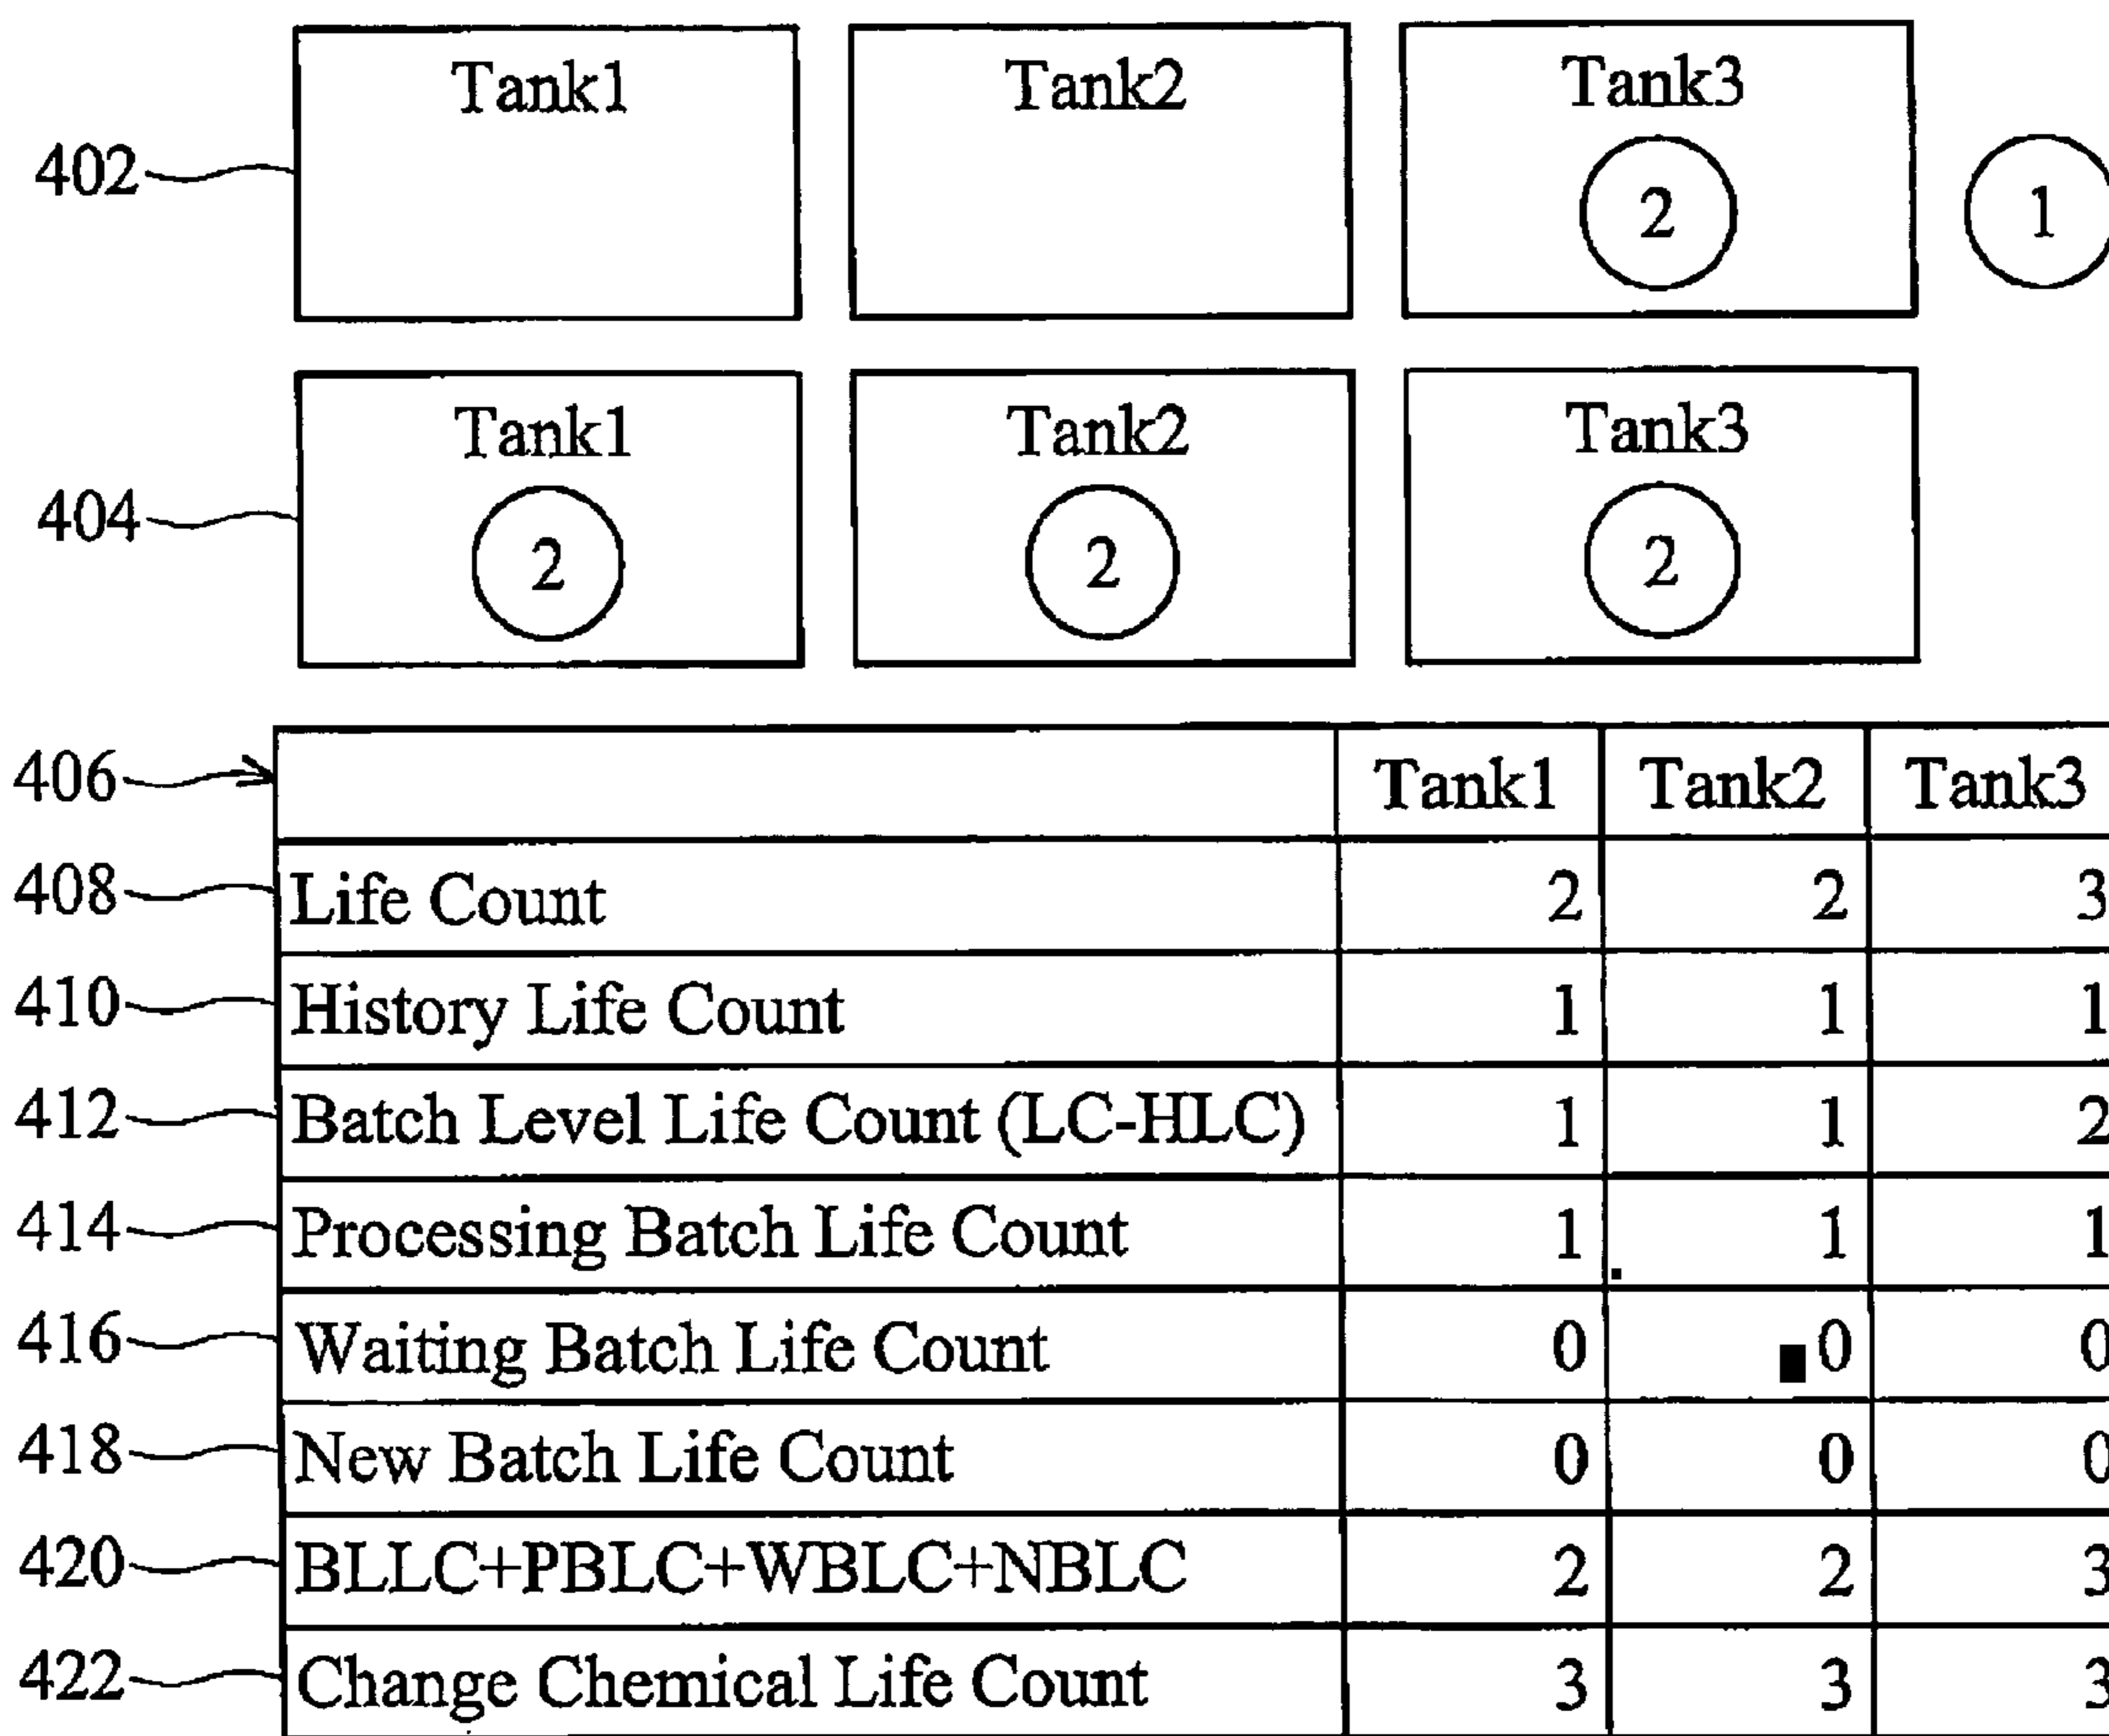 Tank1 Tank2 Tank3
402 2 1
Tank1 Tank2 Tank3
404 2 2 2
406 Tank1 Tank2 Tank3
408 Life Count 2 2 3
410 History Life Count 1 1 1
412 Batch Level Life Count (LC-HLC) 1 1 2
414 Processing Batch Life Count 1 1 1
416 Waiting Batch Life Count 0 0 0
418 New Batch Life Count 0 0 0
420 BLLC+PBLC+WBLC+NBLC 2 2 3
422 Change Chemical Life Count 3 3 3